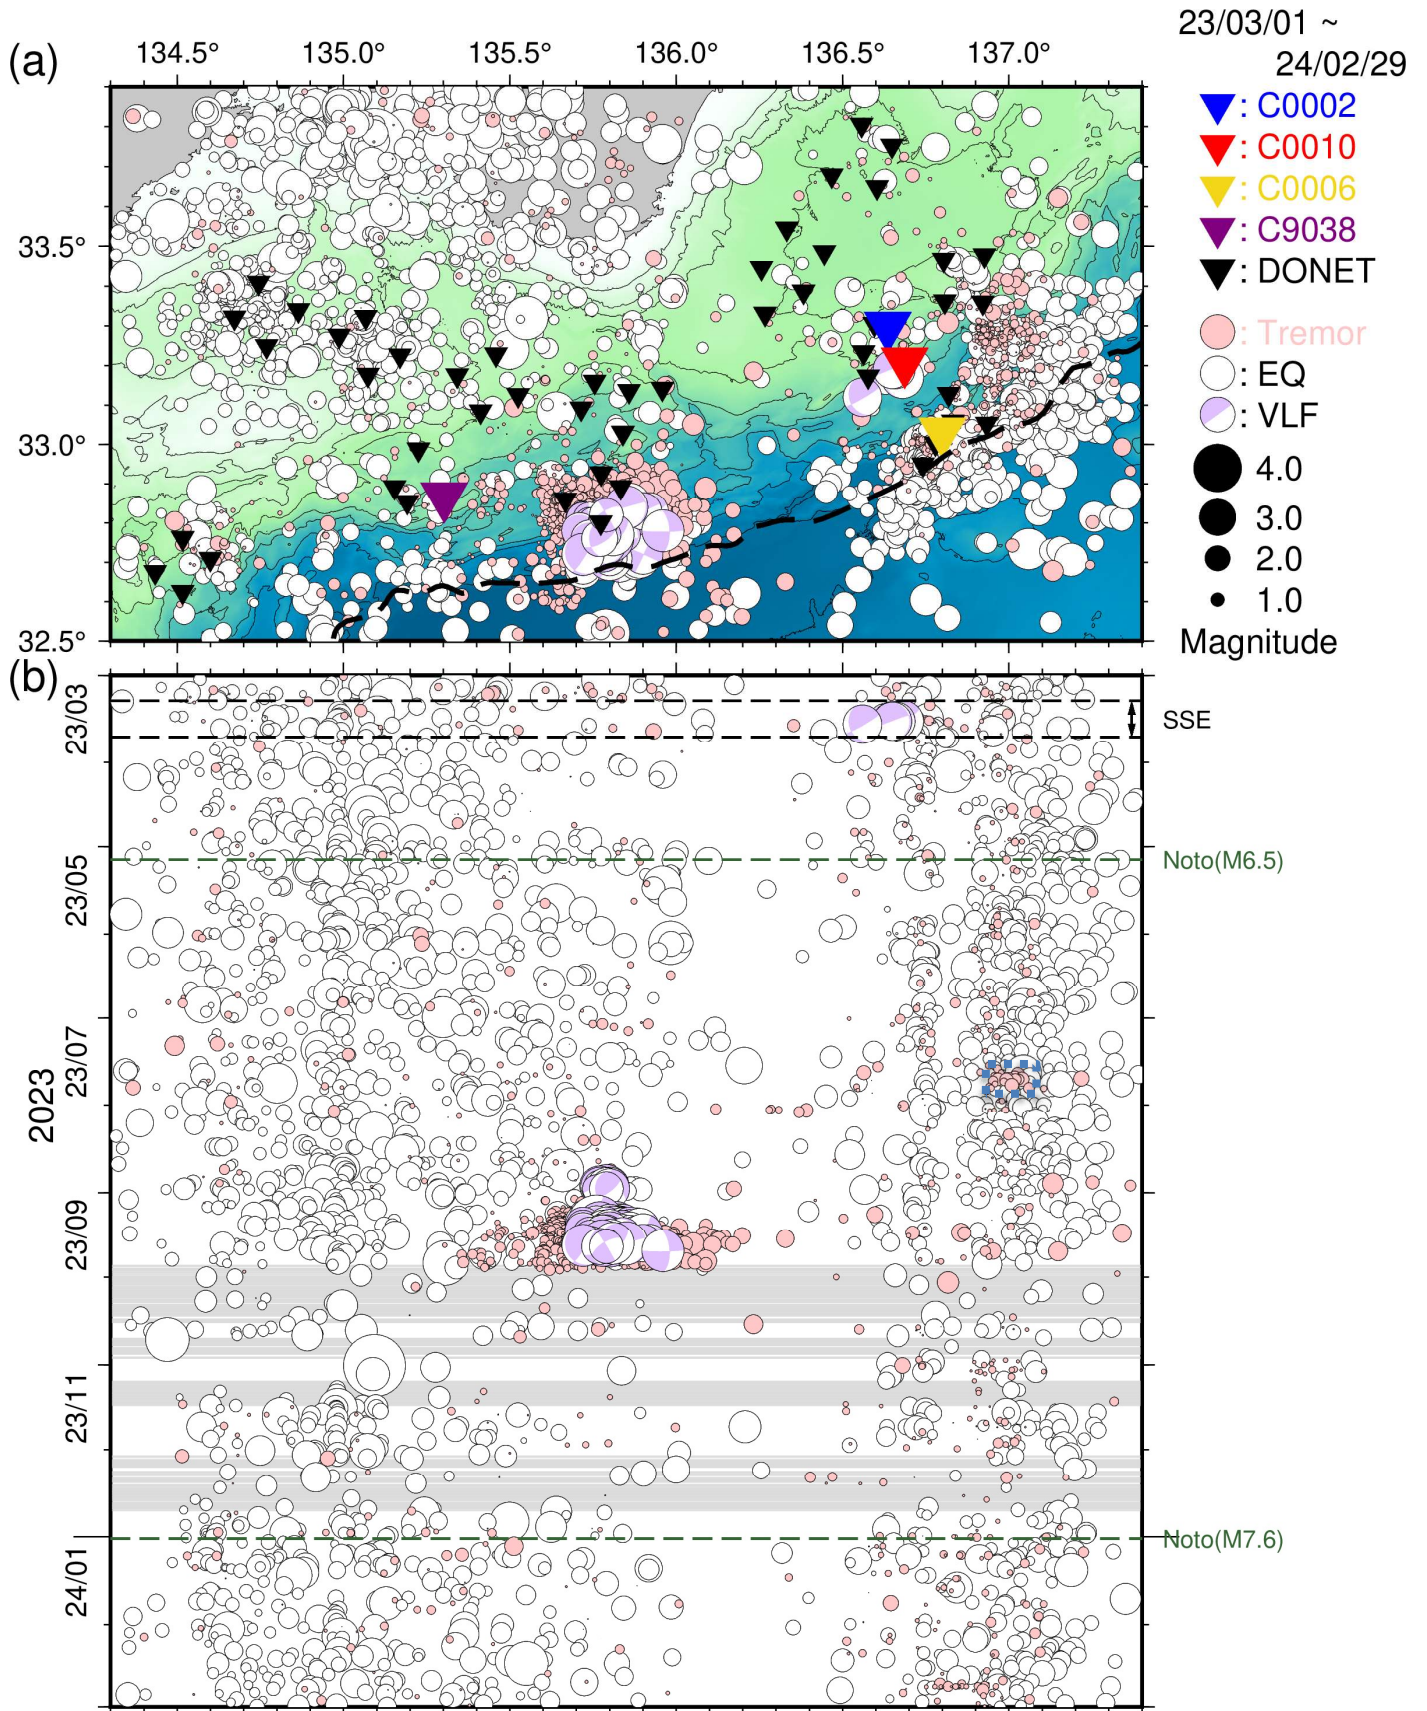 23/03/01 ~
24/02/29
(a)
134.5° 135.0° 135.5° 136.0° 136.5° 137.0°
: C0002
: C0010
: C0006
: C9038
: DONET
: Tremor
: EQ
: VLF
4.0
3.0
2.0
1.0
Magnitude
33.5°
33.0°
32.5°
(b)
23/03
SSE
23/05
Noto(M6.5)
23/07
2023
23/09
23/11
Noto(M7.6)
24/01